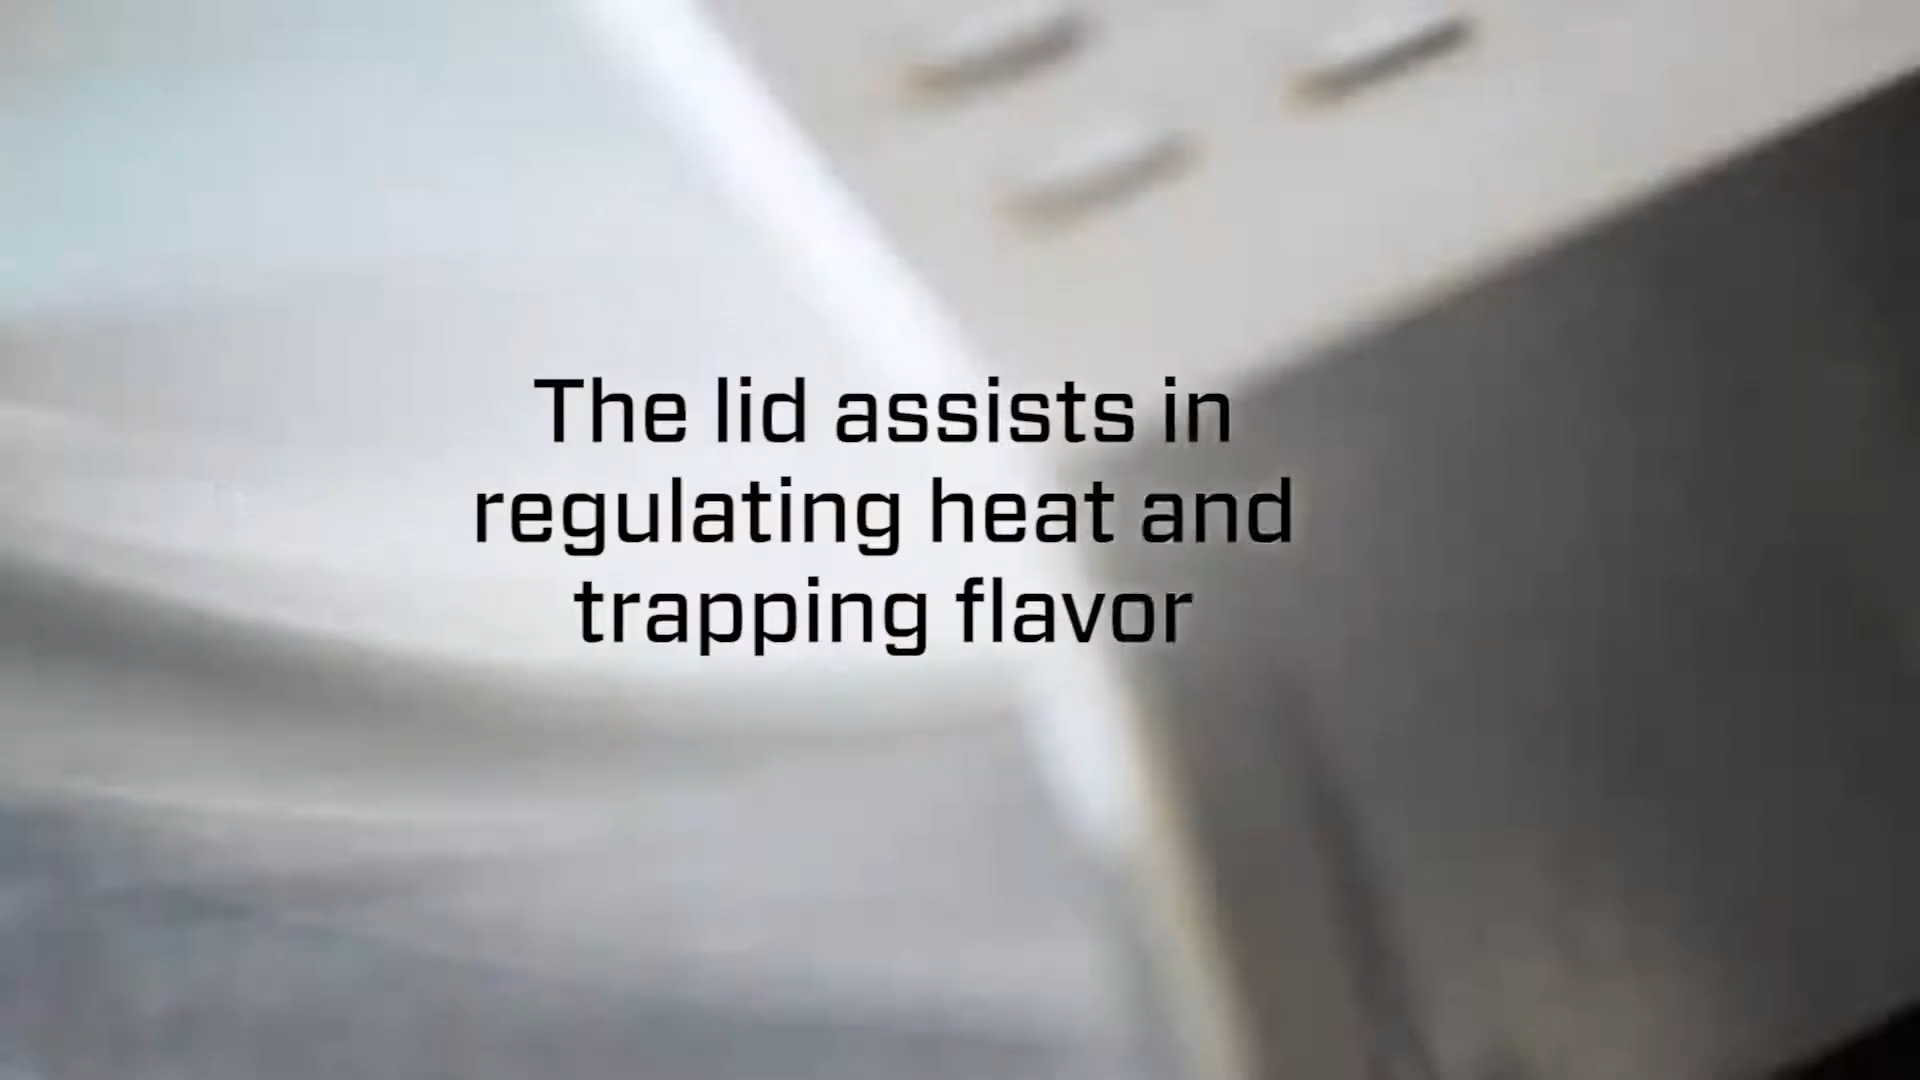 The lid assists in
regulating heat and
trapping flavor